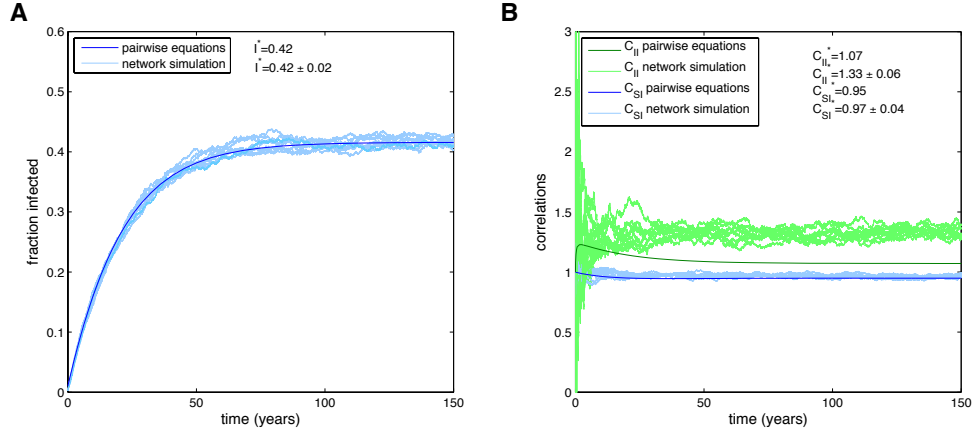 A
0.6
0.5
0.4
0.3
0.2
0.1
0
fraction infected
pairwise equations
network simulation
I*=0.42
I*=0.42 ± 0.02
0
50
100
150
time (years)
B
3
2.5
2
1.5
1
0.5
0
correlations
C_II pairwise equations
C_II network simulation
C_SI pairwise equations
C_SI network simulation
C_II*=1.07
C_II*=1.33 ± 0.06
C_SI*=0.95
C_SI*=0.97 ± 0.04
0
50
100
150
time (years)